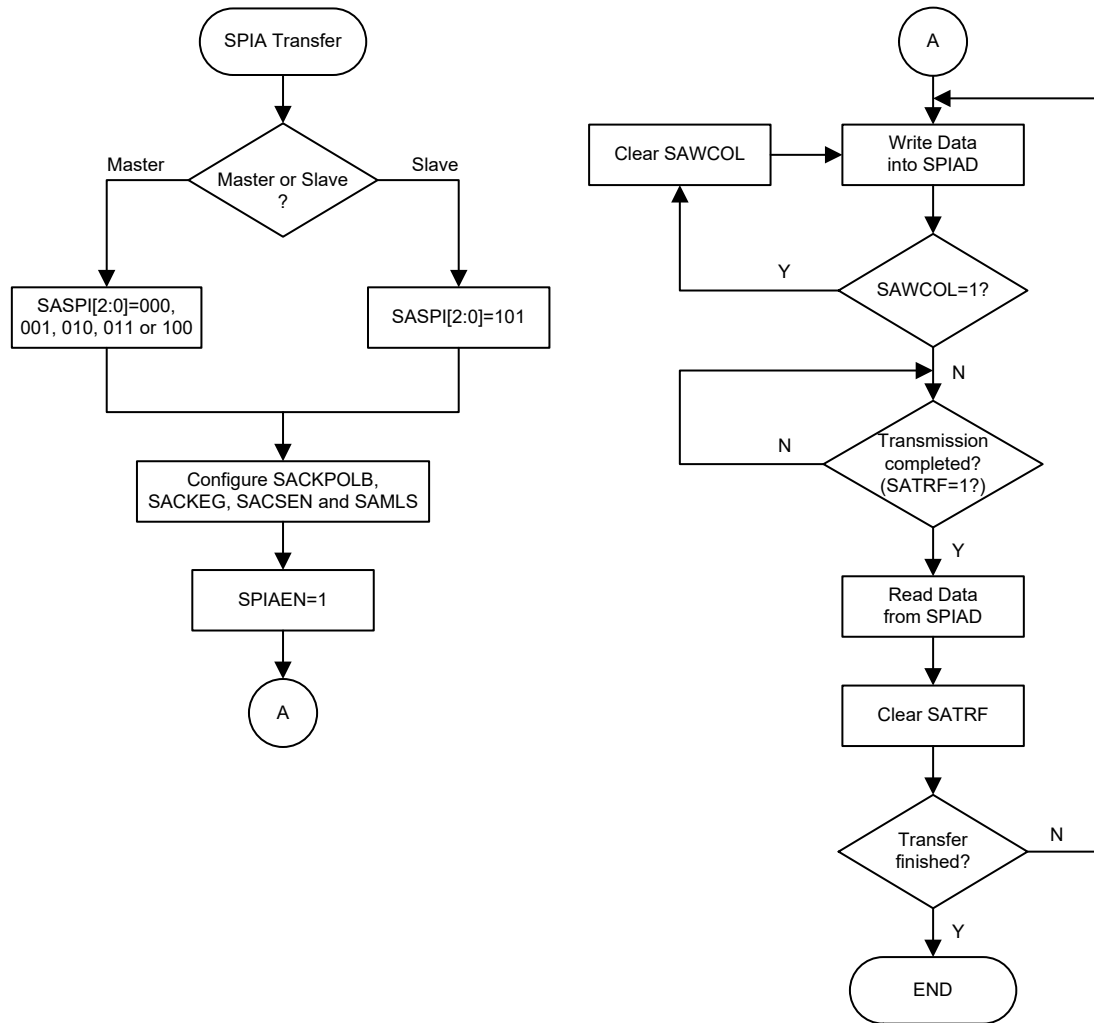 SPIA Transfer
Master or Slave
?
Master
Slave
SASPI[2:0]=000,
001, 010, 011 or 100
SASPI[2:0]=101
Configure SACKPOLB,
SACKEG, SACSEN and SAMLS
SPIAEN=1
A
A
Clear SAWCOL
Write Data
into SPIAD
Y
SAWCOL=1?
N
N
Transmission
completed?
(SATRF=1?)
Y
Read Data
from SPIAD
Clear SATRF
Transfer
finished?
N
Y
END